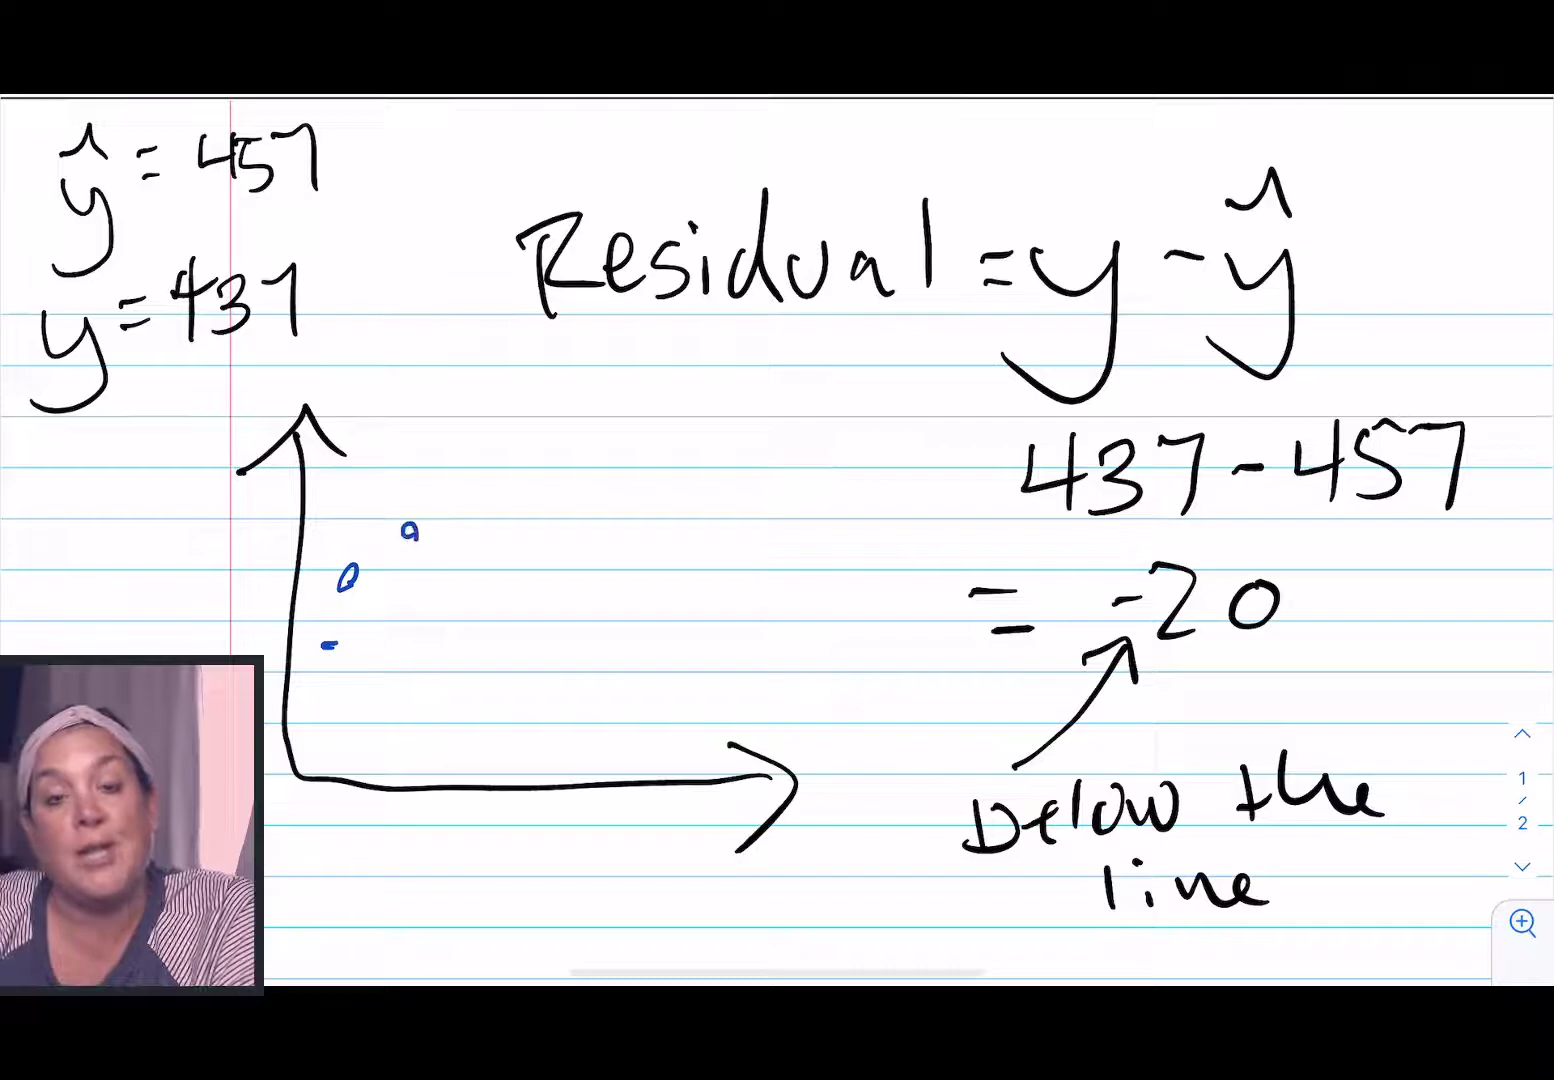 ŷ = 457
y = 437
Residual = y - ŷ
437 - 457
= -20
Below the
line
1
/
2